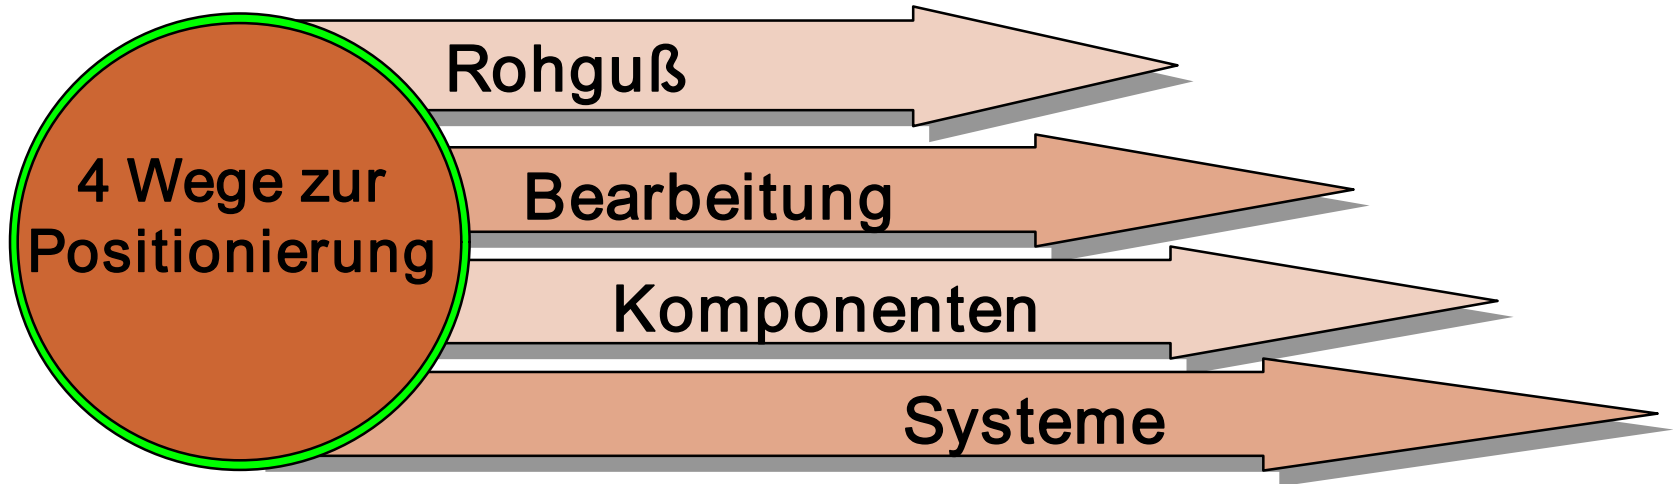 4 Wege zur
Positionierung
Rohguß
Bearbeitung
Komponenten
Systeme